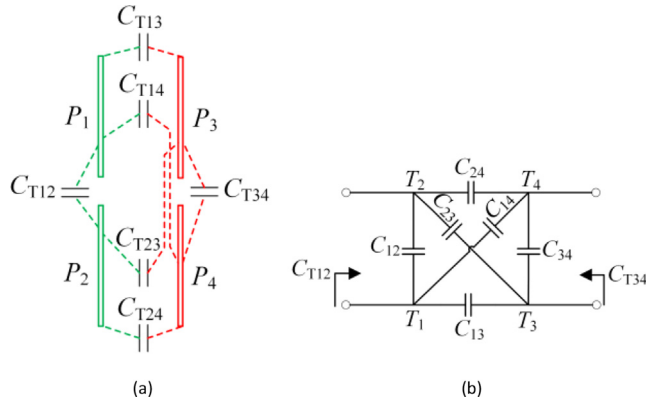 C_T13
C_T14
P_1 P_3
C_T12 C_T34
C_T23
P_2 P_4
C_T24
(a)
C_24
T_2 T_4
C_23 C_14
C_12 C_34
C_T12 C_T34
T_1 T_3
C_13
(b)